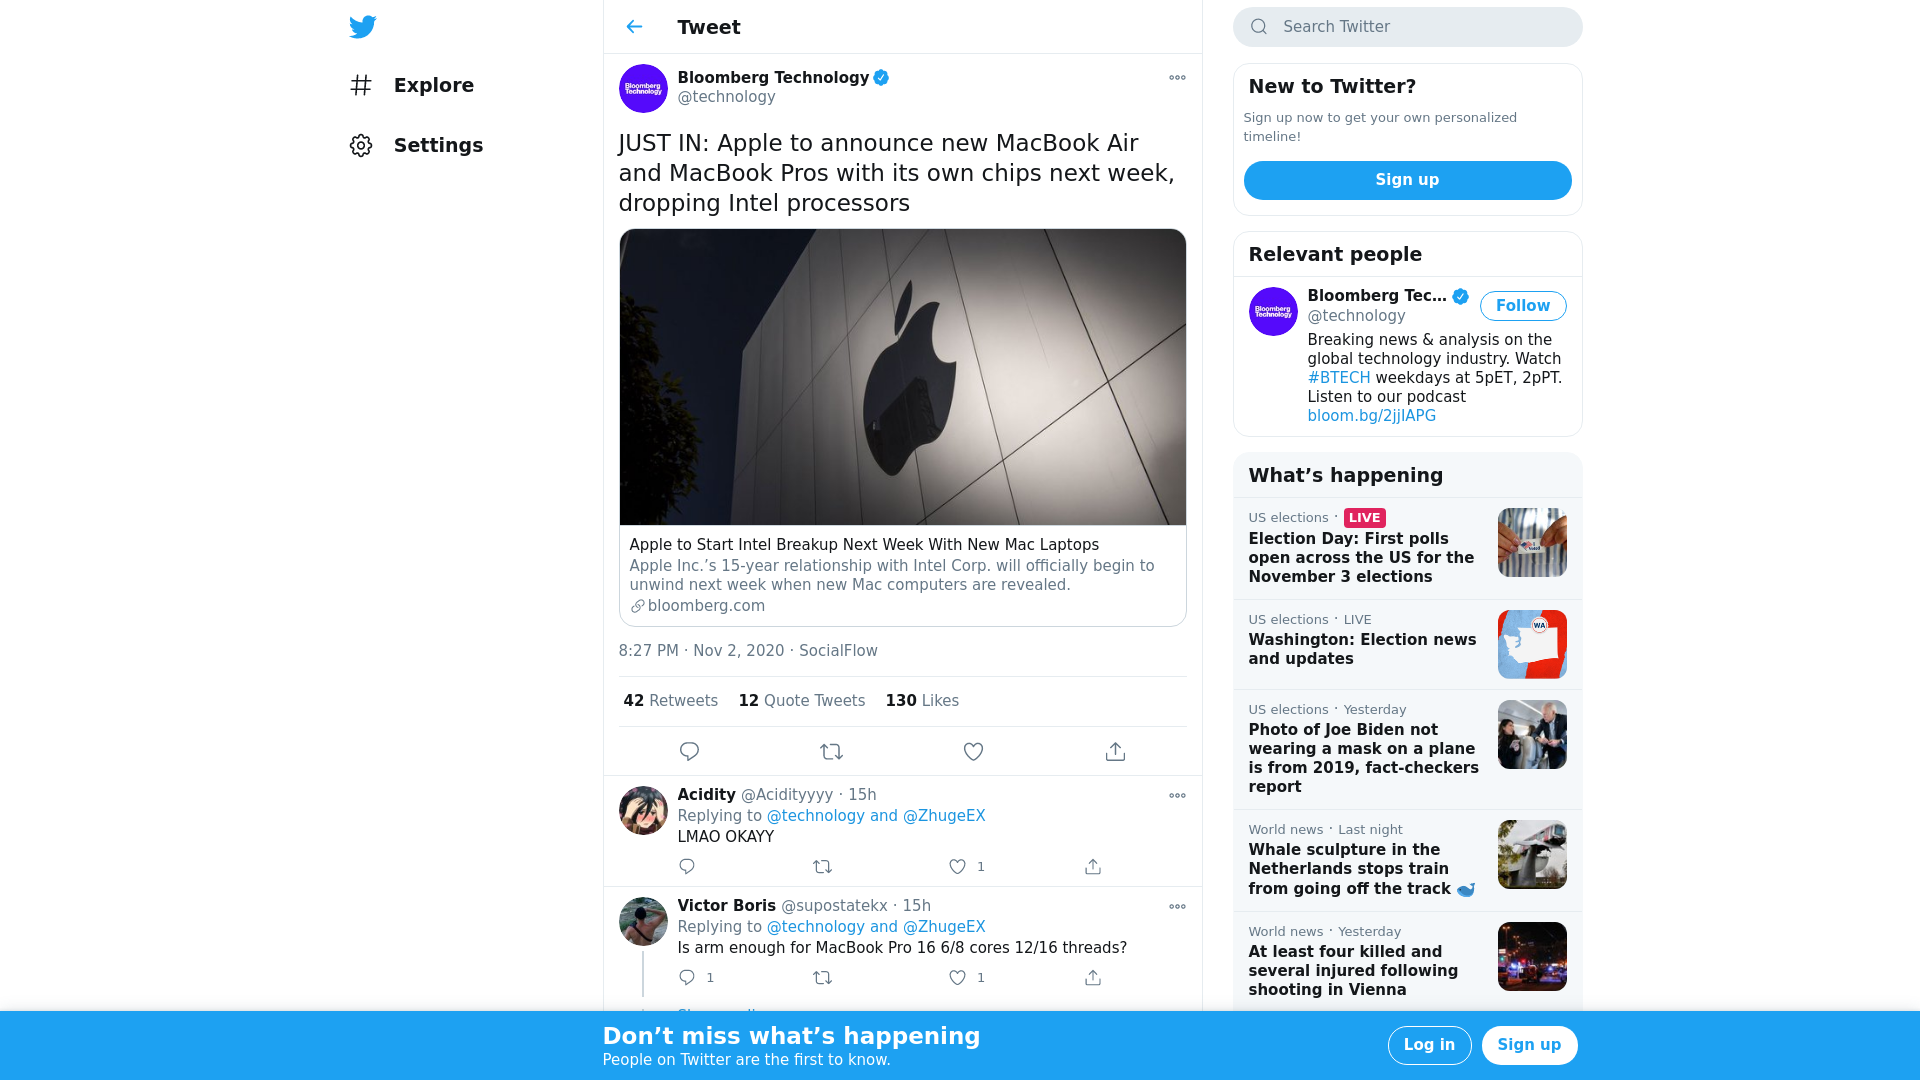 Explore
Settings
Tweet
Bloomberg Technology
@technology
JUST IN: Apple to announce new MacBook Air
and MacBook Pros with its own chips next week,
dropping Intel processors
Apple to Start Intel Breakup Next Week With New Mac Laptops
Apple Inc.’s 15-year relationship with Intel Corp. will officially begin to
unwind next week when new Mac computers are revealed.
bloomberg.com
8:27 PM · Nov 2, 2020 · SocialFlow
42 Retweets 12 Quote Tweets 130 Likes
Acidity @Acidityyyy · 15h
Replying to @technology and @ZhugeEX
LMAO OKAYY
1
Victor Boris @supostatekx · 15h
Replying to @technology and @ZhugeEX
Is arm enough for MacBook Pro 16 6/8 cores 12/16 threads?
1 1
Search Twitter
New to Twitter?
Sign up now to get your own personalized
timeline!
Sign up
Relevant people
Bloomberg Technology
Bloomberg Tec...
@technology
Follow
Breaking news & analysis on the
global technology industry. Watch
#BTECH weekdays at 5pET, 2pPT.
Listen to our podcast
bloom.bg/2jjIAPG
What’s happening
US elections · LIVE
Election Day: First polls
open across the US for the
November 3 elections
US elections · LIVE
Washington: Election news
and updates
WA
US elections · Yesterday
Photo of Joe Biden not
wearing a mask on a plane
is from 2019, fact-checkers
report
World news · Last night
Whale sculpture in the
Netherlands stops train
from going off the track 🐋
World news · Yesterday
At least four killed and
several injured following
shooting in Vienna
Don’t miss what’s happening
People on Twitter are the first to know.
Log in
Sign up